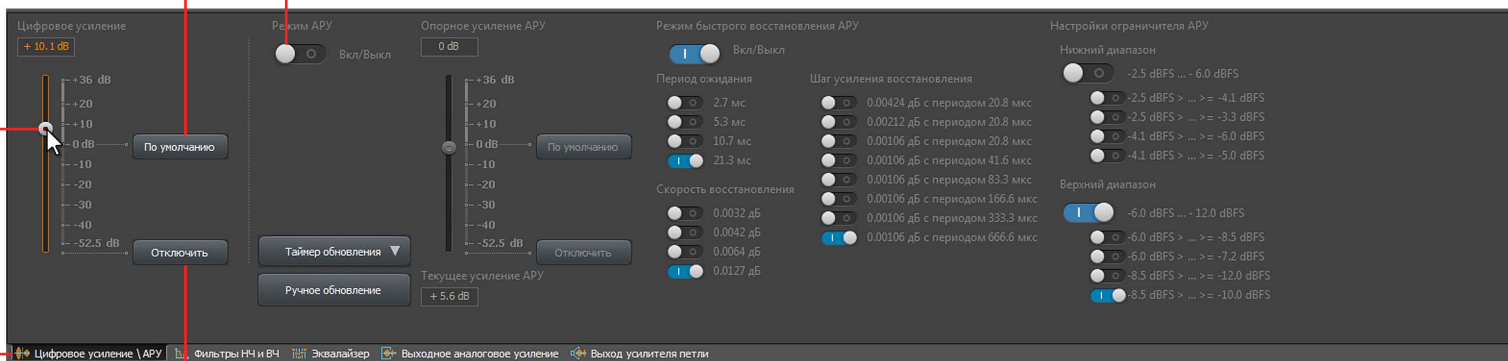 Цифровое усиление
+ 10.1 dB
+36 dB
+20
+10
0 dB
-10
-20
-30
-40
-52.5 dB
По умолчанию
Отключить
Режим АРУ
Вкл/Выкл
Таймер обновления
Ручное обновление
Опорное усиление АРУ
0 dB
+36 dB
+20
+10
0 dB
-10
-20
-30
-40
-52.5 dB
По умолчанию
Отключить
Текущее усиление АРУ
+ 5.6 dB
Режим быстрого восстановления АРУ
Вкл/Выкл
Период ожидания
2.7 мс
5.3 мс
10.7 мс
21.3 мс
Скорость восстановления
0.0032 дБ
0.0042 дБ
0.0064 дБ
0.0127 дБ
Шаг усиления восстановления
0.00424 дБ с периодом 20.8 мкс
0.00212 дБ с периодом 20.8 мкс
0.00106 дБ с периодом 20.8 мкс
0.00106 дБ с периодом 41.6 мкс
0.00106 дБ с периодом 83.3 мкс
0.00106 дБ с периодом 166.6 мкс
0.00106 дБ с периодом 333.3 мкс
0.00106 дБ с периодом 666.6 мкс
Настройки ограничителя АРУ
Нижний диапазон
-2.5 dBFS ... - 6.0 dBFS
-2.5 dBFS > ... >= -4.1 dBFS
-2.5 dBFS > ... >= -3.3 dBFS
-4.1 dBFS > ... >= -6.0 dBFS
-4.1 dBFS > ... >= -5.0 dBFS
Верхний диапазон
-6.0 dBFS ... - 12.0 dBFS
-6.0 dBFS > ... >= -8.5 dBFS
-6.0 dBFS > ... >= -7.2 dBFS
-8.5 dBFS > ... >= -12.0 dBFS
-8.5 dBFS > ... >= -10.0 dBFS
Цифровое усиление \ АРУ Фильтры НЧ и ВЧ Эквалайзер Выходное аналоговое усиление Выход усилителя петли